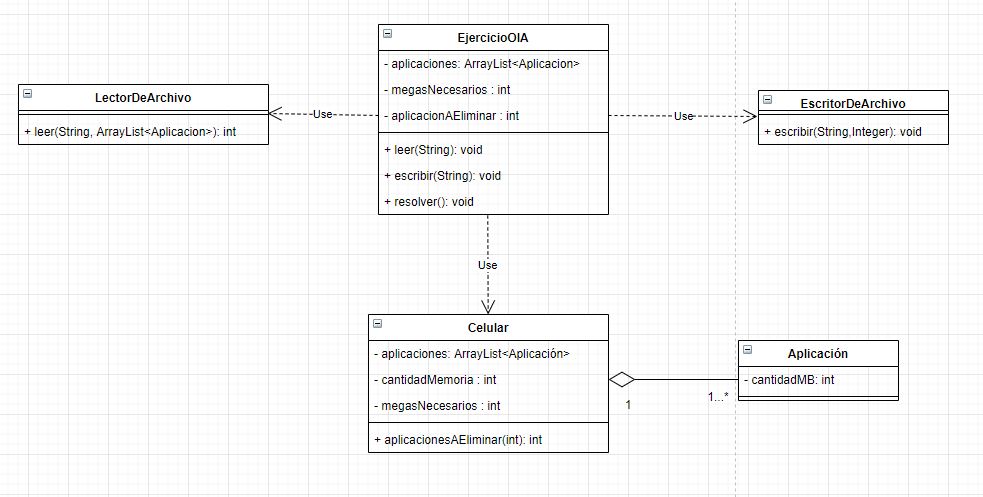 EjercicioOIA
- aplicaciones: ArrayList<Aplicacion>
- megasNecesarios : int
- aplicacionAEliminar : int
+ leer(String): void
+ escribir(String): void
+ resolver(): void
LectorDeArchivo
+ leer(String, ArrayList<Aplicacion>): int
Use
Use
EscritorDeArchivo
+ escribir(String,Integer): void
Use
Celular
- aplicaciones: ArrayList<Aplicación>
- cantidadMemoria : int
- megasNecesarios : int
+ aplicacionesAEliminar(int): int
1
1...*
Aplicación
- cantidadMB: int